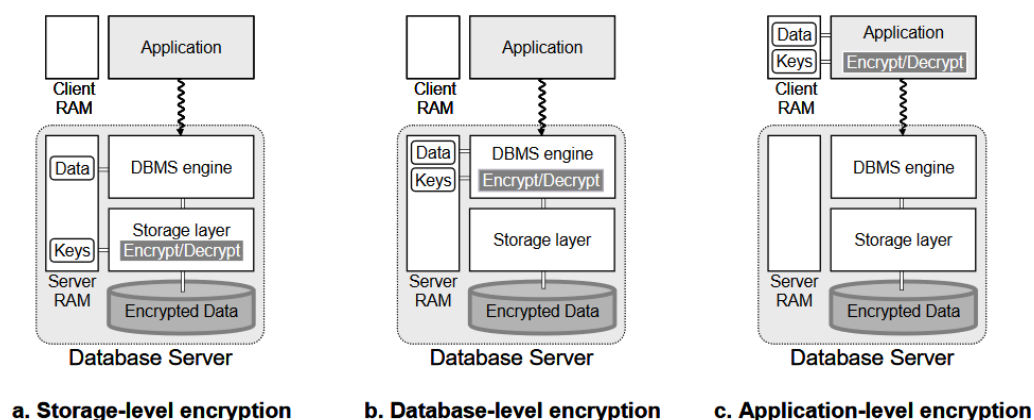 Application
Client
RAM
Data
DBMS engine
Keys
Storage layer
Encrypt/Decrypt
Server
RAM
Encrypted Data
Database Server
a. Storage-level encryption
Application
Client
RAM
Data
Keys
DBMS engine
Encrypt/Decrypt
Storage layer
Server
RAM
Encrypted Data
Database Server
b. Database-level encryption
Data
Keys
Application
Encrypt/Decrypt
Client
RAM
DBMS engine
Storage layer
Server
RAM
Encrypted Data
Database Server
c. Application-level encryption